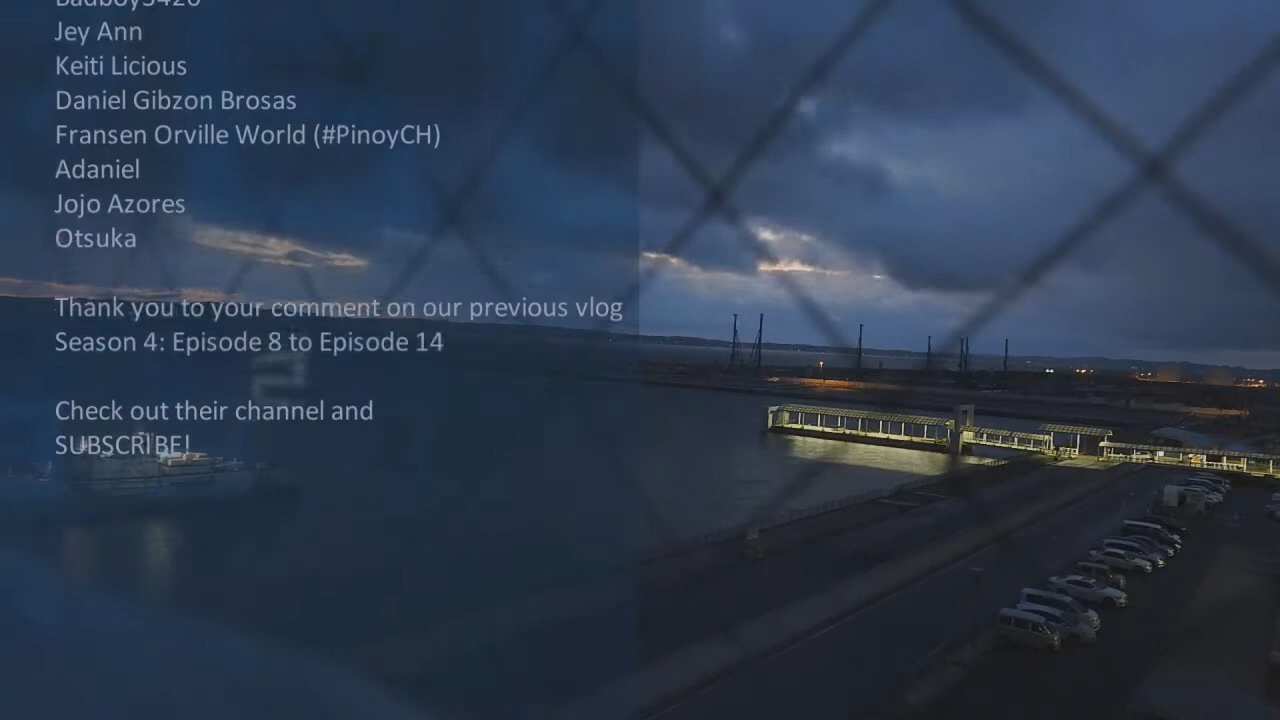 Badboy3420
Jey Ann
Keiti Licious
Daniel Gibzon Brosas
Fransen Orville World (#PinoyCH)
Adaniel
Jojo Azores
Otsuka
Thank you to your comment on our previous vlog
Season 4: Episode 8 to Episode 14
Check out their channel and
SUBSCRIBE!